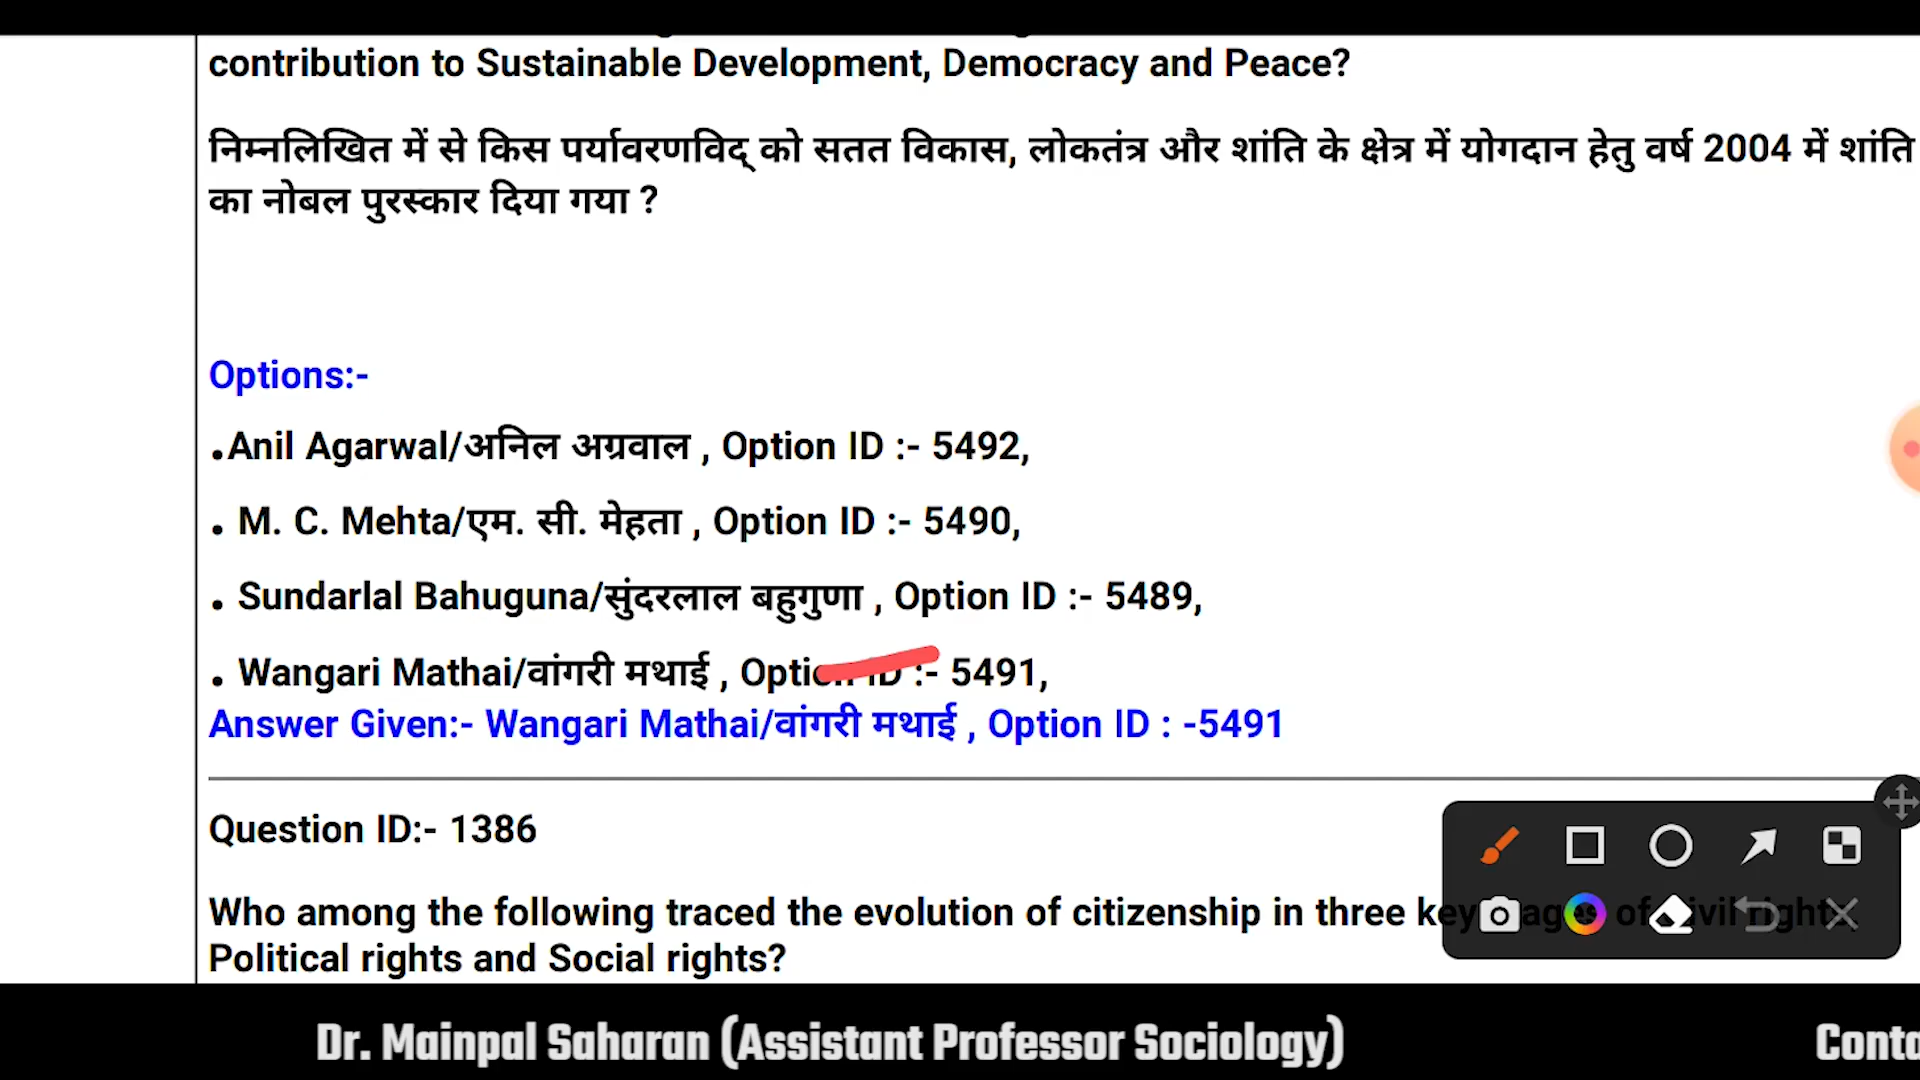 contribution to Sustainable Development, Democracy and Peace?
निम्नलिखित में से किस पर्यावरणविद् को सतत विकास, लोकतंत्र और शांति के क्षेत्र में योगदान हेतु वर्ष 2004 में शांति
का नोबल पुरस्कार दिया गया ?
Options:-
.Anil Agarwal/अनिल अग्रवाल , Option ID :- 5492,
. M. C. Mehta/एम. सी. मेहता , Option ID :- 5490,
. Sundarlal Bahuguna/सुंदरलाल बहुगुणा , Option ID :- 5489,
. Wangari Mathai/वांगरी मथाई , Option ID :- 5491,
Answer Given:- Wangari Mathai/वांगरी मथाई , Option ID : -5491
Question ID:- 1386
Who among the following traced the evolution of citizenship in three key of rights,
Political rights and Social rights?
Dr. Mainpal Saharan (Assistant Professor Sociology)